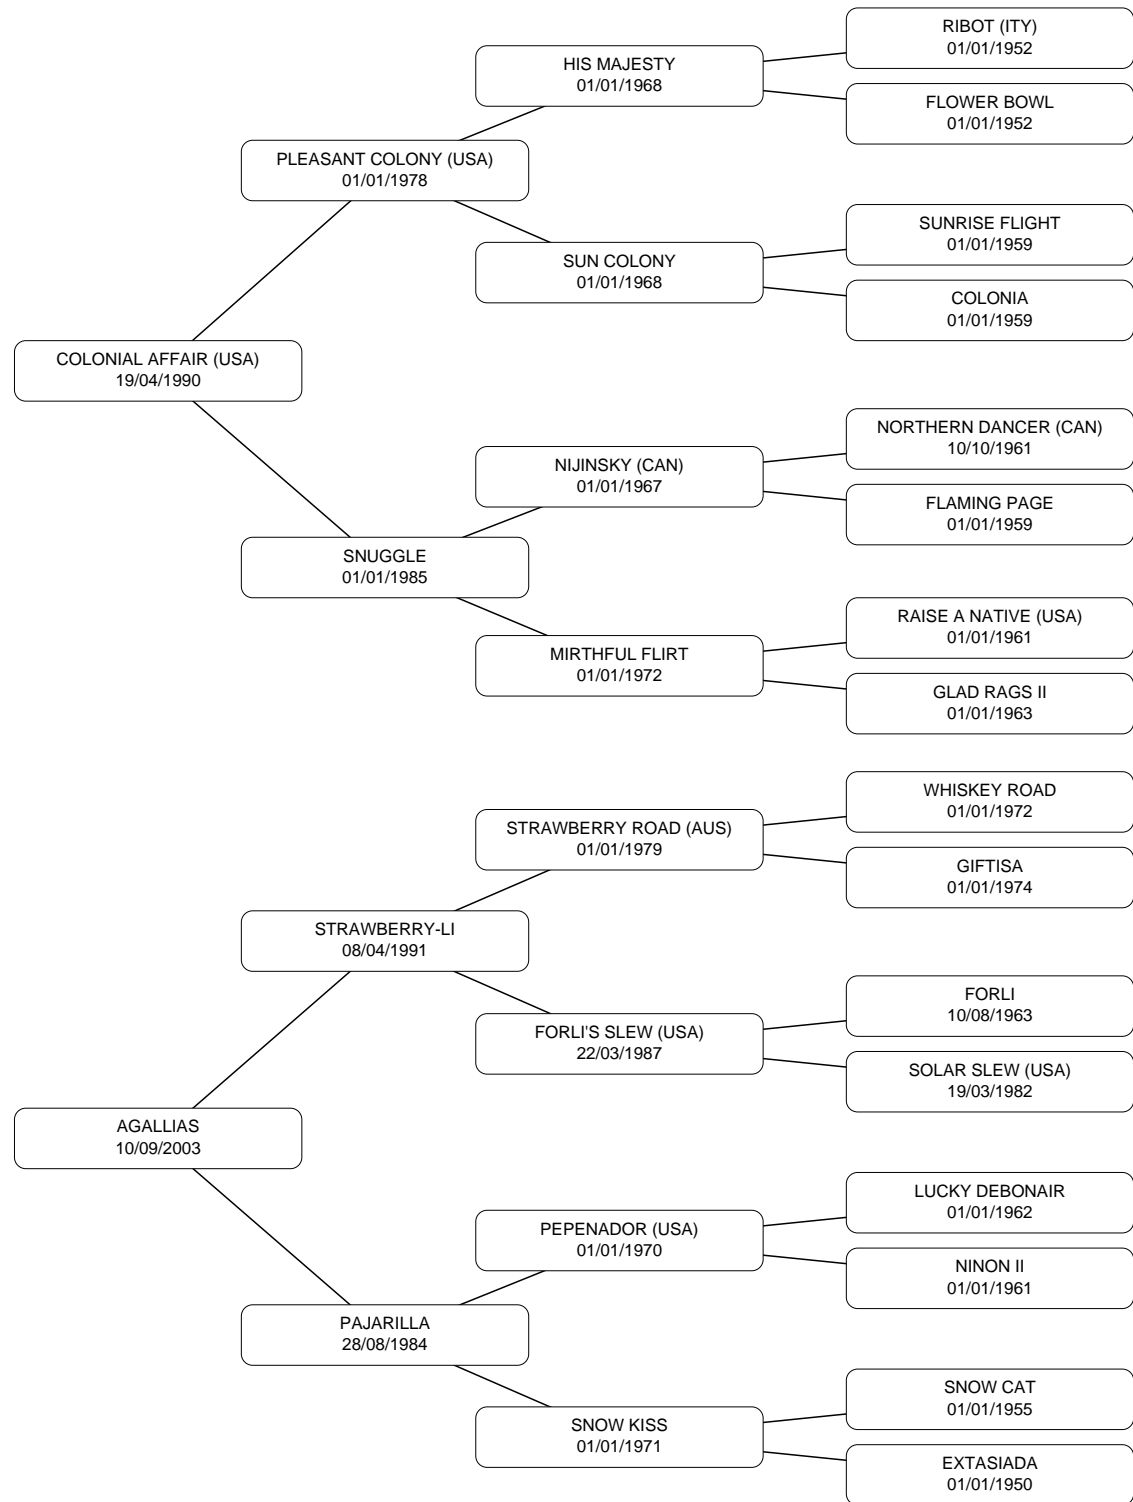 RIBOT (ITY)
01/01/1952
HIS MAJESTY
01/01/1968
FLOWER BOWL
01/01/1952
PLEASANT COLONY (USA)
01/01/1978
SUNRISE FLIGHT
01/01/1959
SUN COLONY
01/01/1968
COLONIA
01/01/1959
COLONIAL AFFAIR (USA)
19/04/1990
NORTHERN DANCER (CAN)
10/10/1961
NIJINSKY (CAN)
01/01/1967
FLAMING PAGE
01/01/1959
SNUGGLE
01/01/1985
RAISE A NATIVE (USA)
01/01/1961
MIRTHFUL FLIRT
01/01/1972
GLAD RAGS II
01/01/1963
WHISKEY ROAD
01/01/1972
STRAWBERRY ROAD (AUS)
01/01/1979
GIFTISA
01/01/1974
STRAWBERRY-LI
08/04/1991
FORLI
10/08/1963
FORLI'S SLEW (USA)
22/03/1987
SOLAR SLEW (USA)
19/03/1982
AGALLIAS
10/09/2003
LUCKY DEBONAIR
01/01/1962
PEPENADOR (USA)
01/01/1970
NINON II
01/01/1961
PAJARILLA
28/08/1984
SNOW CAT
01/01/1955
SNOW KISS
01/01/1971
EXTASIADA
01/01/1950